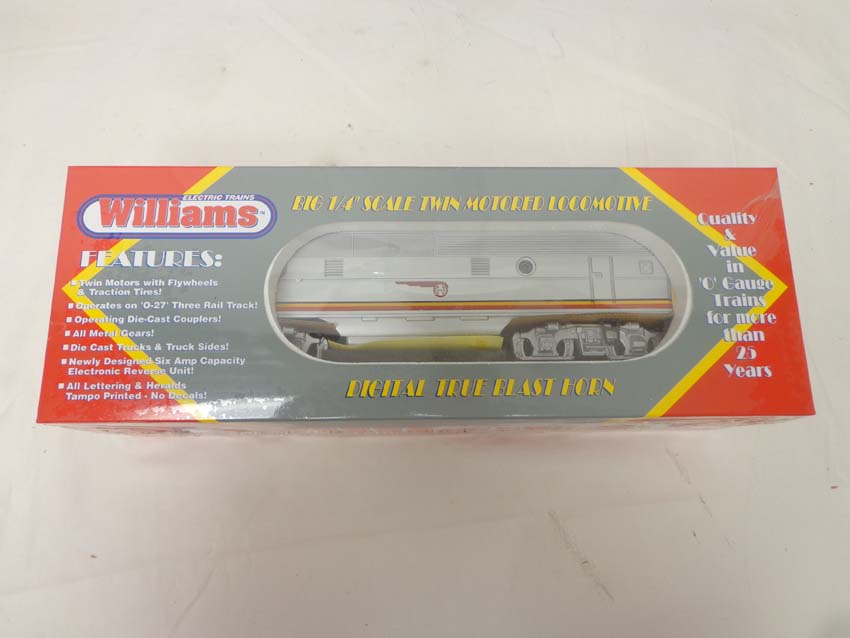 ELECTRIC TRAINS
Williams™
BIG 1/4" SCALE TWIN MOTORED LOCOMOTIVE
FEATURES:
Twin Motors with Flywheels
& Traction Tires!
Operates on 'O-27' Three Rail Track!
Operating Die-Cast Couplers!
All Metal Gears!
Die Cast Trucks & Truck Sides!
Newly Designed Six Amp Capacity
Electronic Reverse Unit!
All Lettering & Heralds
Tampo Printed - No Decals!
DIGITAL TRUE BLAST HORN
Quality
&
Value
in
'O' Gauge
Trains
for more
than
25
Years